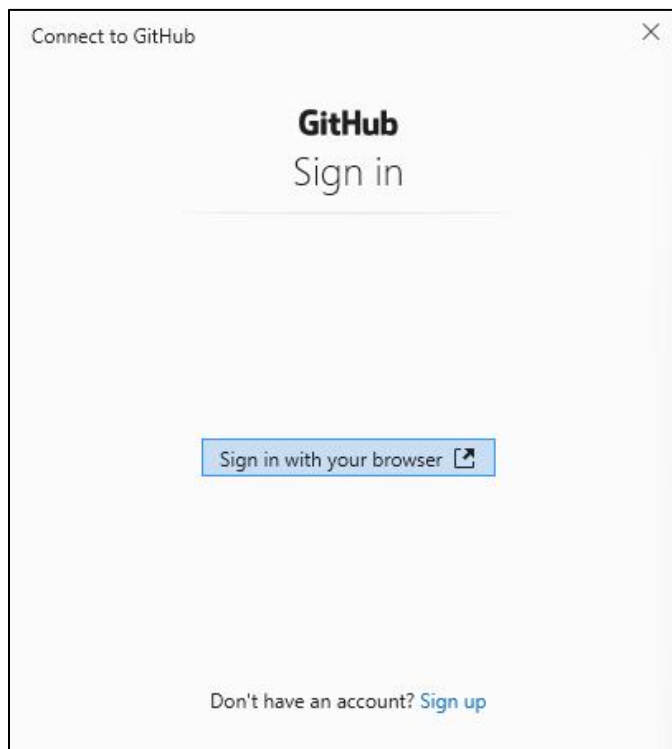 Connect to GitHub
GitHub
Sign in
Sign in with your browser
Don't have an account? Sign up